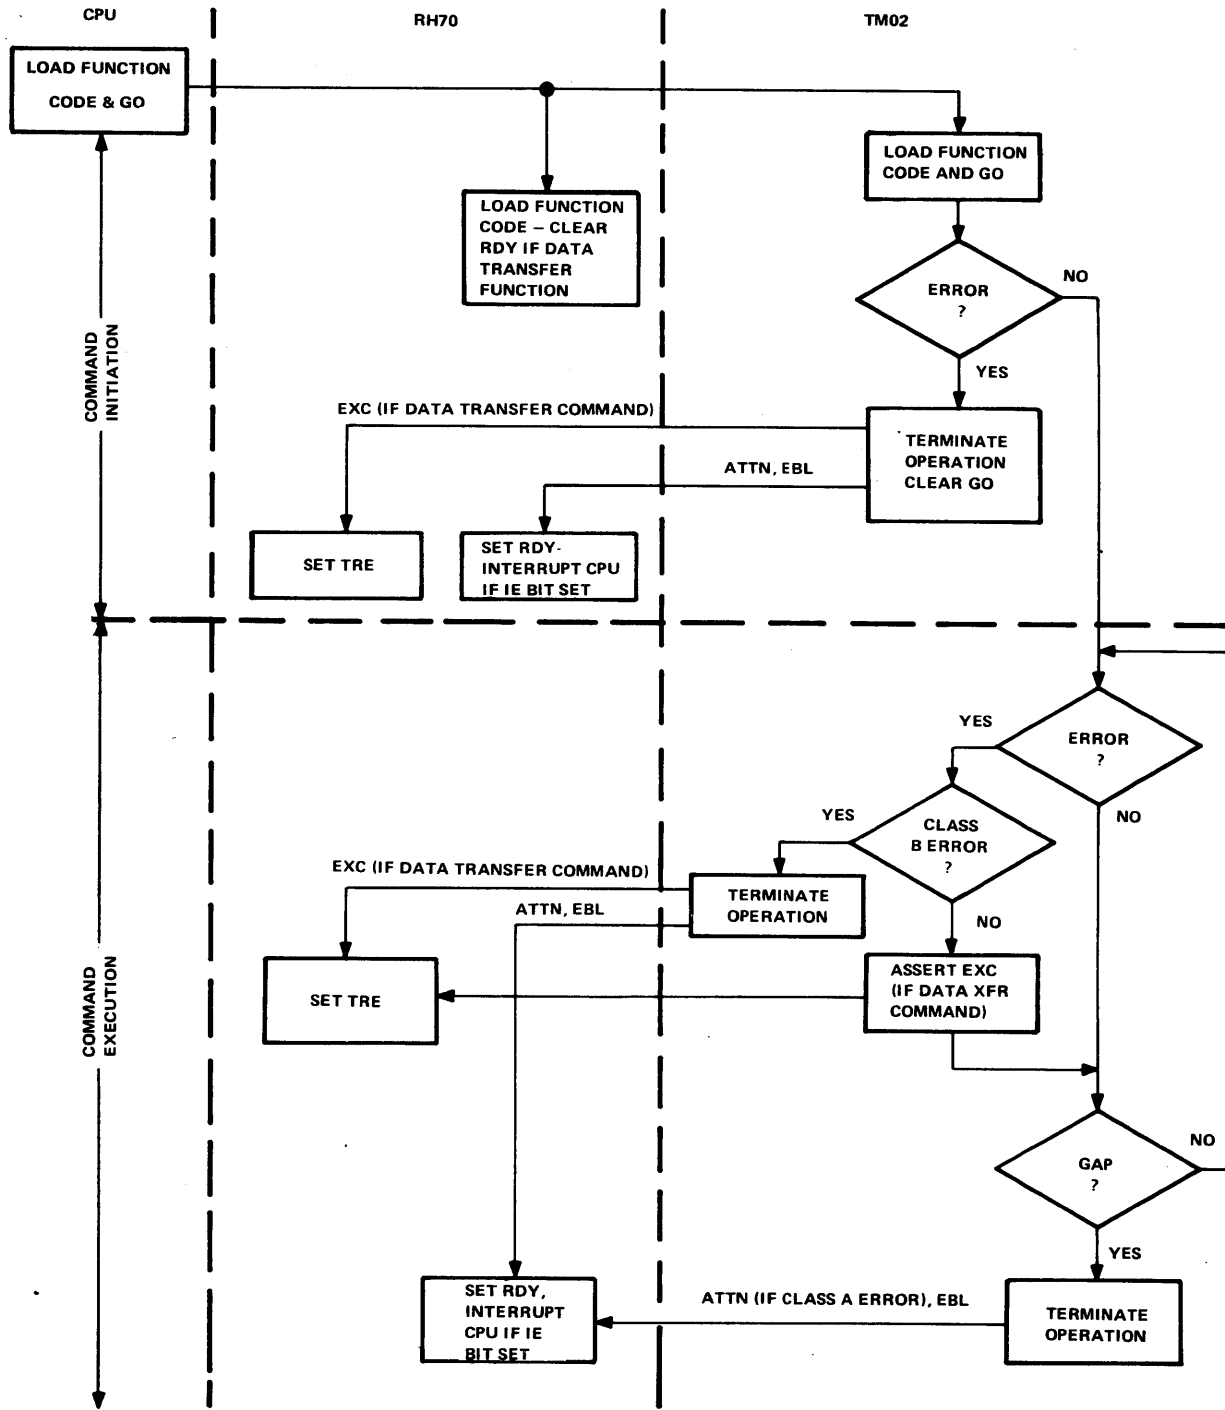 CPU
RH70
TM02
LOAD FUNCTION
CODE & GO
LOAD FUNCTION
CODE AND GO
LOAD FUNCTION
CODE – CLEAR
RDY IF DATA
TRANSFER
FUNCTION
ERROR
?
NO
YES
COMMAND
INITIATION
EXC (IF DATA TRANSFER COMMAND)
TERMINATE
OPERATION
CLEAR GO
ATTN, EBL
SET TRE
SET RDY-
INTERRUPT CPU
IF IE BIT SET
YES
ERROR
?
NO
YES
CLASS
B ERROR
?
NO
EXC (IF DATA TRANSFER COMMAND)
TERMINATE
OPERATION
ATTN, EBL
COMMAND
EXECUTION
SET TRE
ASSERT EXC
(IF DATA XFR
COMMAND)
GAP
?
NO
YES
SET RDY,
INTERRUPT
CPU IF IE
BIT SET
ATTN (IF CLASS A ERROR), EBL
TERMINATE
OPERATION